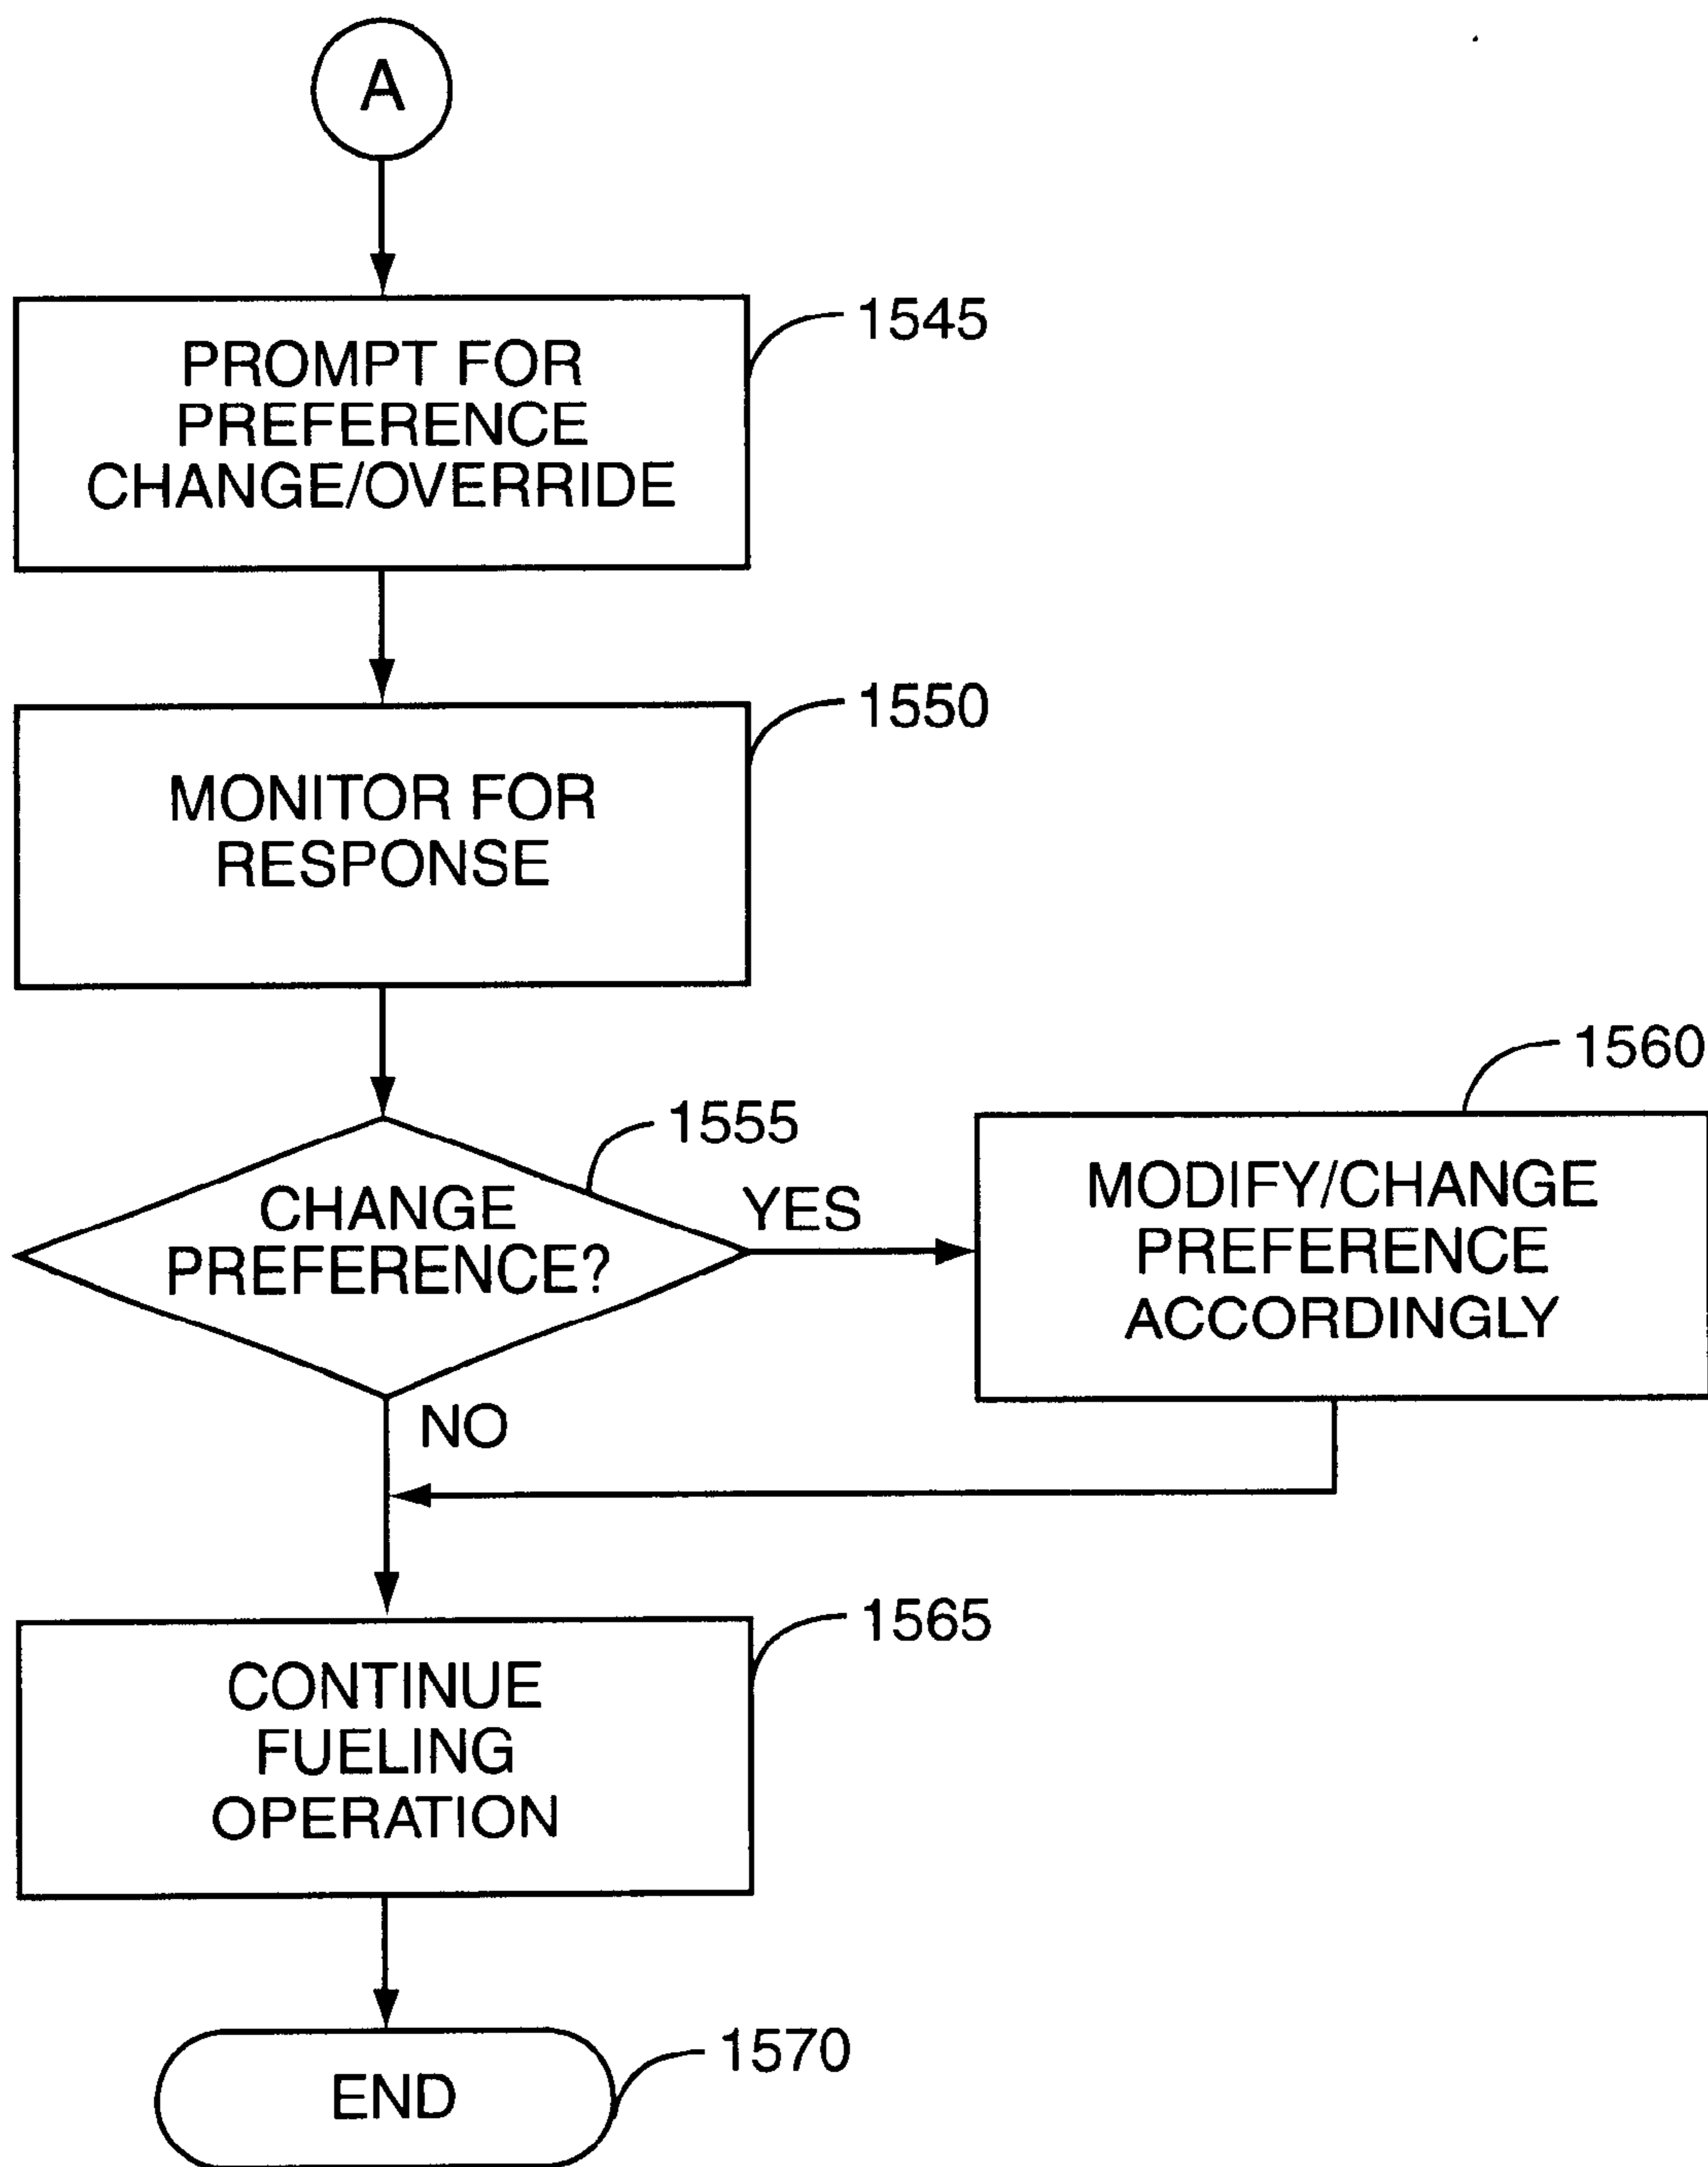 A
PROMPT FOR
PREFERENCE
CHANGE/OVERRIDE
1545
MONITOR FOR
RESPONSE
1550
CHANGE
PREFERENCE?
1555
YES
MODIFY/CHANGE
PREFERENCE
ACCORDINGLY
1560
NO
CONTINUE
FUELING
OPERATION
1565
END
1570